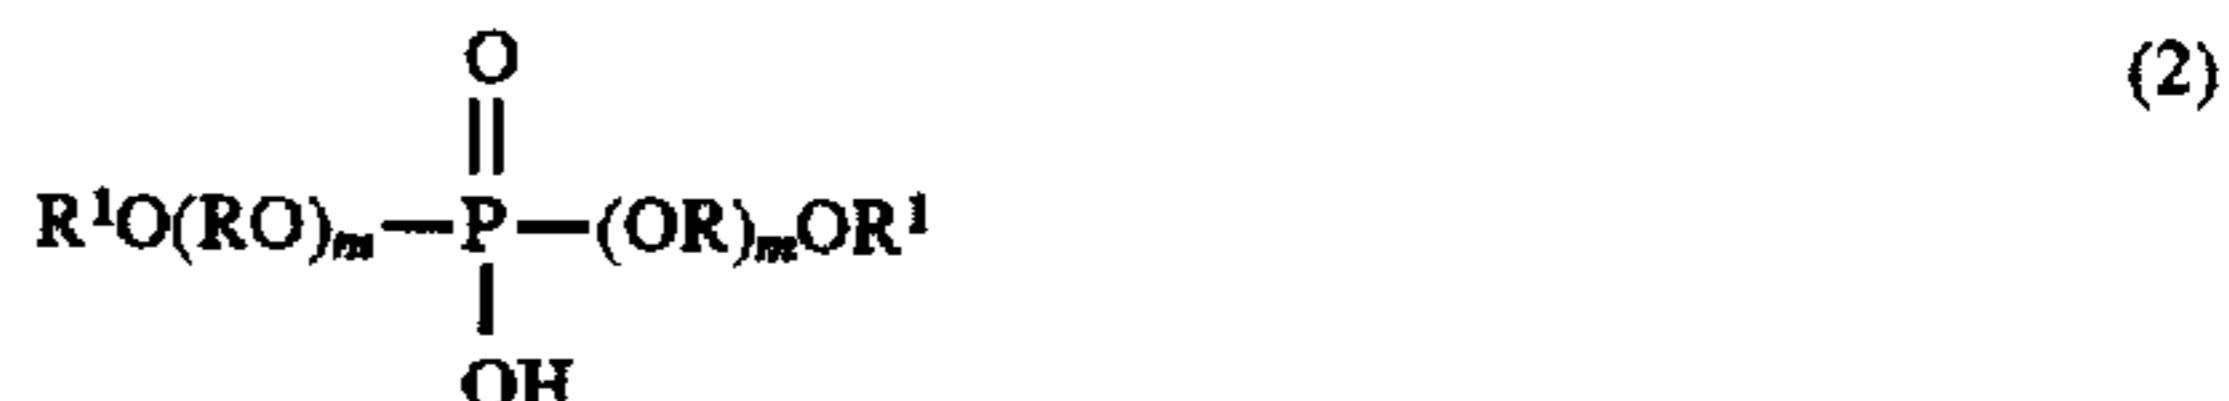 O (2)
||
R¹O(RO)ₘ—P—(OR)ₘOR¹
|
OH